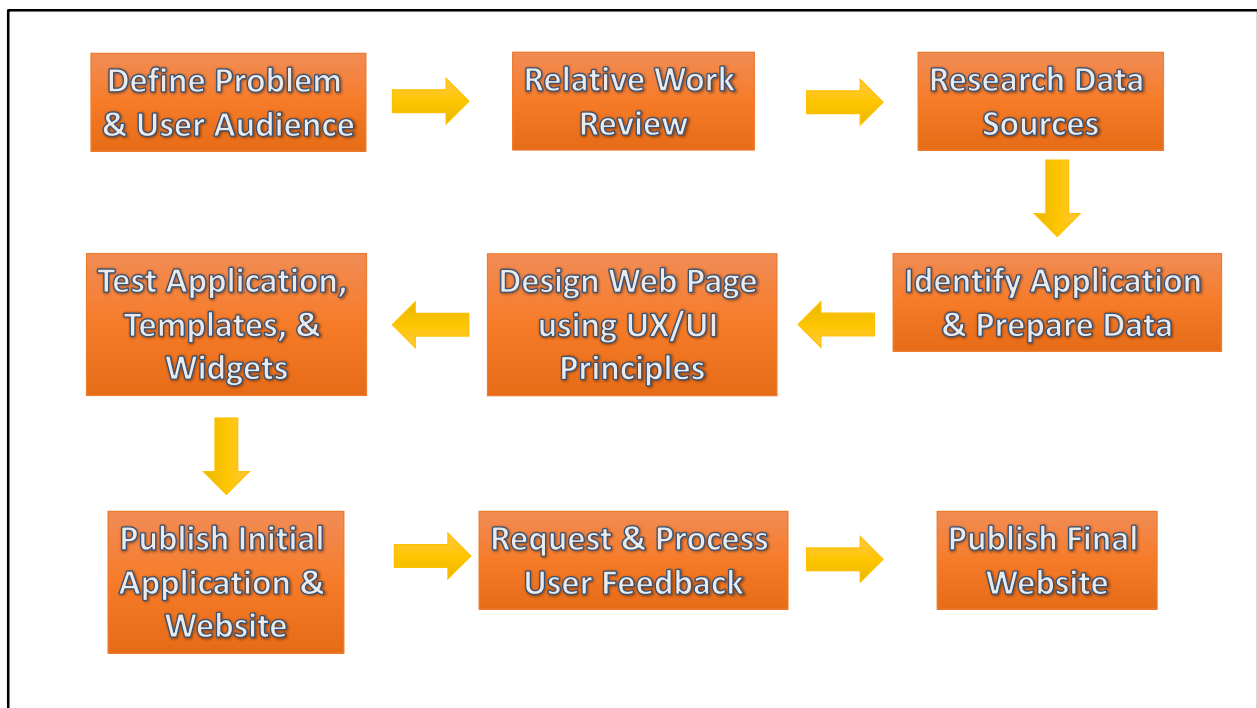 Define Problem
& User Audience
Relative Work
Review
Research Data
Sources
Identify Application
& Prepare Data
Design Web Page
using UX/UI
Principles
Test Application,
Templates, &
Widgets
Publish Initial
Application &
Website
Request & Process
User Feedback
Publish Final
Website